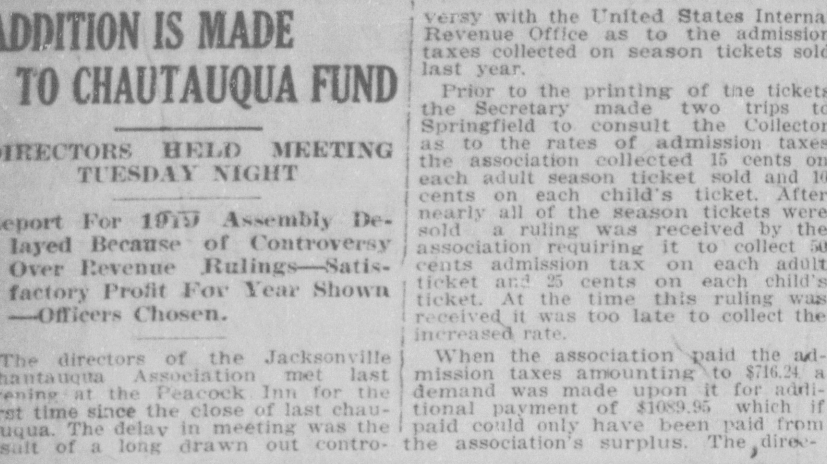 ADDITION IS MADE
TO CHAUTAUQUA FUND
DIRECTORS HELD MEETING
TUESDAY NIGHT
Report For 1919 Assembly De-
layed Because of Controversy
Over Revenue Rulings—Satis-
factory Profit For Year Shown
—Officers Chosen.
The directors of the Jacksonville
hantauqua Association met last
evening at the Peacock Inn for the
first time since the close of last chau-
tauqua. The delay in meeting was the
result of a long drawn out contro-
versy with the United States Interna
Revenue Office as to the admission
taxes collected on season tickets sold
last year.
Prior to the printing of the tickets
the Secretary made two trips to
Springfield to consult the Collector
as to the rates of admission taxes
the association collected 15 cents on
each adult season ticket sold and 10
cents on each child's ticket. After
nearly all of the season tickets were
sold a ruling was received by the
association requiring it to collect 50
cents admission tax on each adult
ticket and 25 cents on each child's
ticket. At the time this ruling was
received it was too late to collect the
increased rate.
When the association paid the ad-
mission taxes amounting to $716.24 a
demand was made upon it for addi-
tional payment of $1089.95 which if
paid could only have been paid from
the association's surplus. The direc-